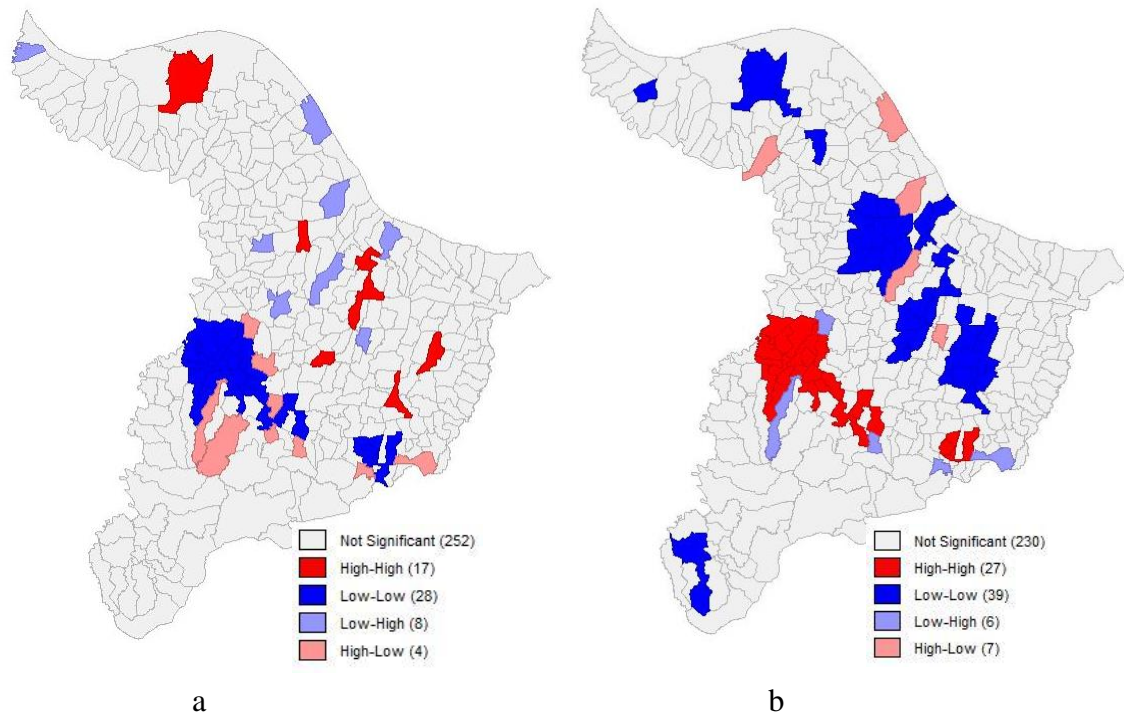 Not Significant (252)
High-High (17)
Low-Low (28)
Low-High (8)
High-Low (4)
a
Not Significant (230)
High-High (27)
Low-Low (39)
Low-High (6)
High-Low (7)
b